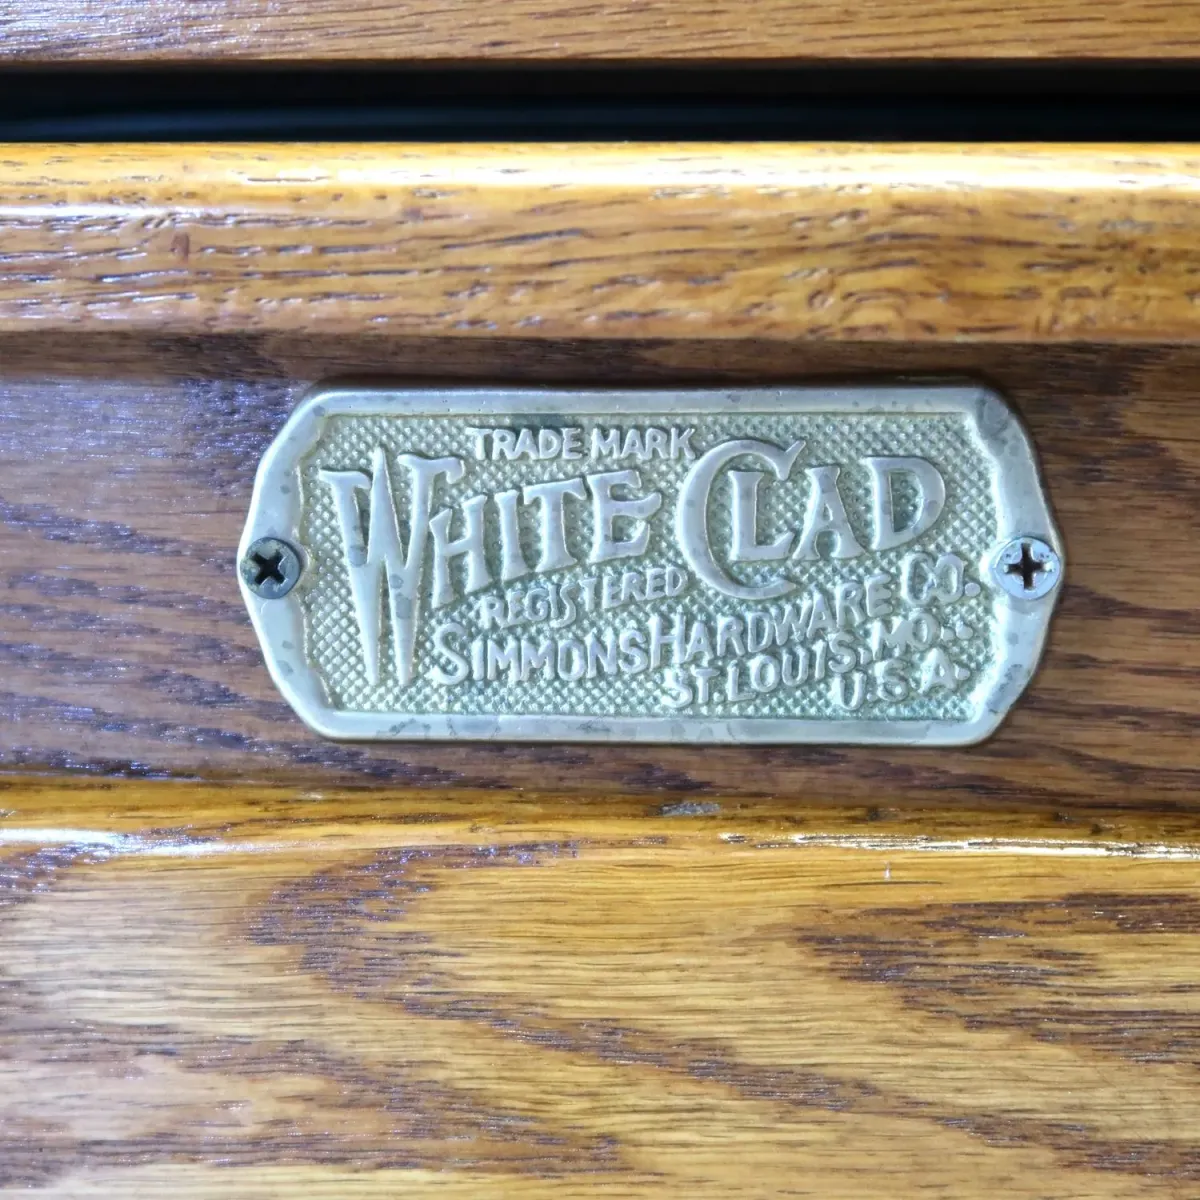 TRADE MARK
WHITE CLAD
REGISTERED
SIMMONS HARDWARE CO.
ST. LOUIS, MO.,
U.S.A.